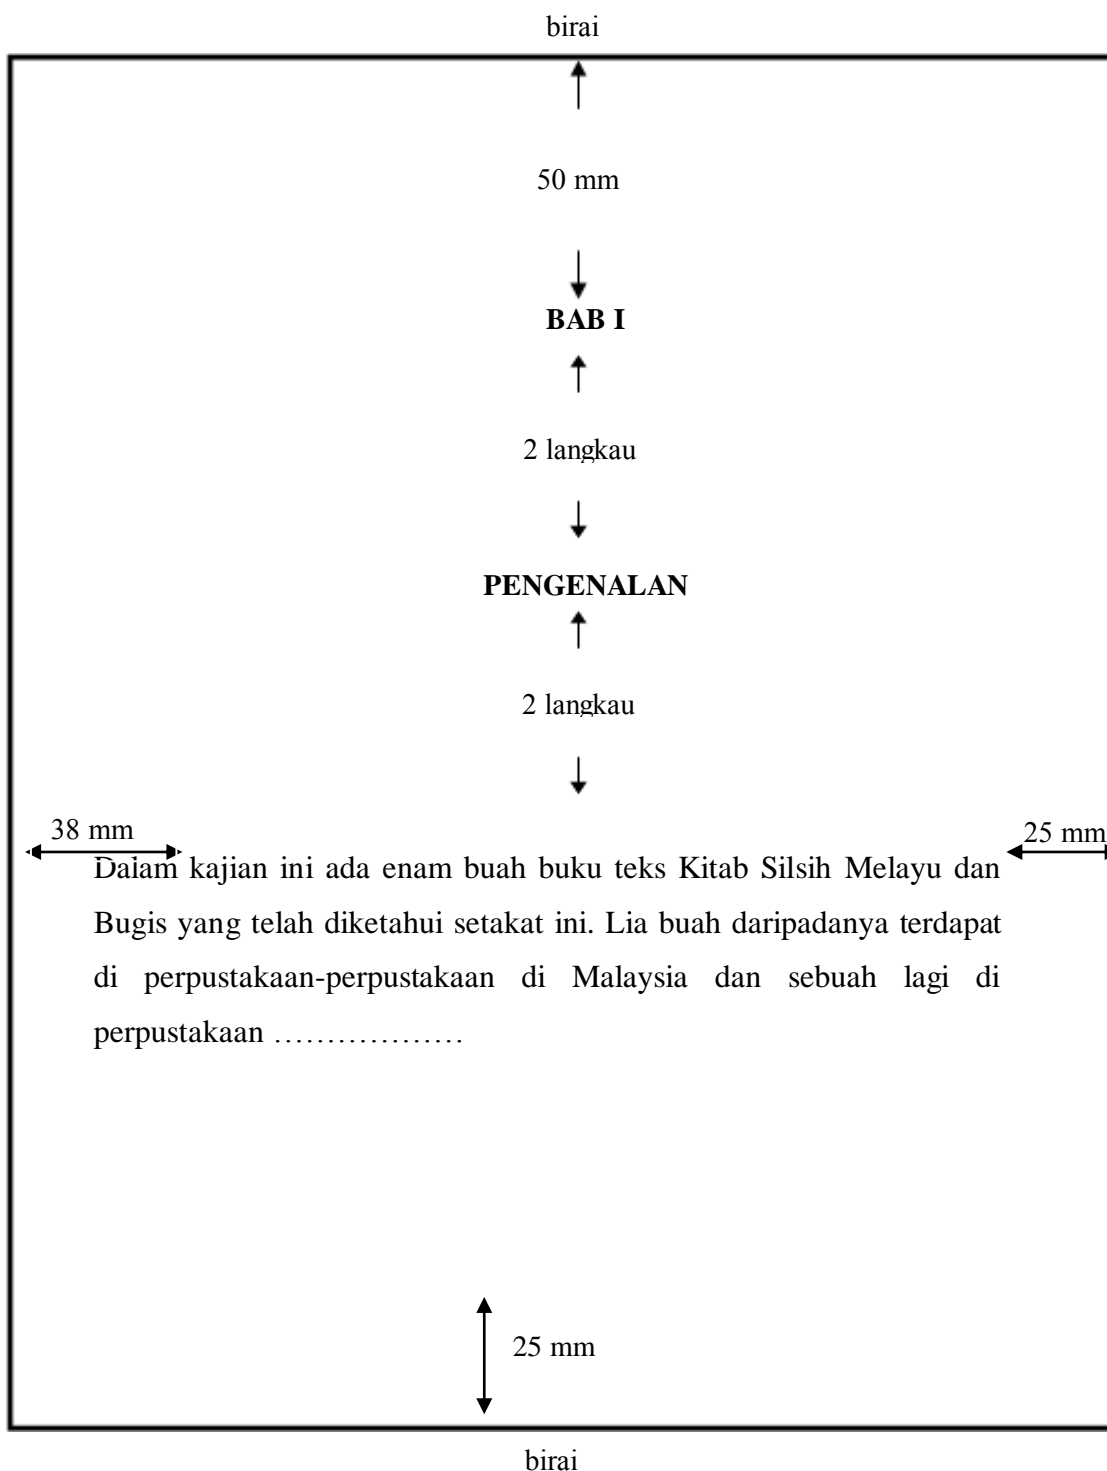 birai
50 mm
BAB I
2 langkau
PENGENALAN
2 langkau
38 mm
25 mm
Dalam kajian ini ada enam buah buku teks Kitab Silsih Melayu dan
Bugis yang telah diketahui setakat ini. Lia buah daripadanya terdapat
di perpustakaan-perpustakaan di Malaysia dan sebuah lagi di
perpustakaan ………………
25 mm
birai